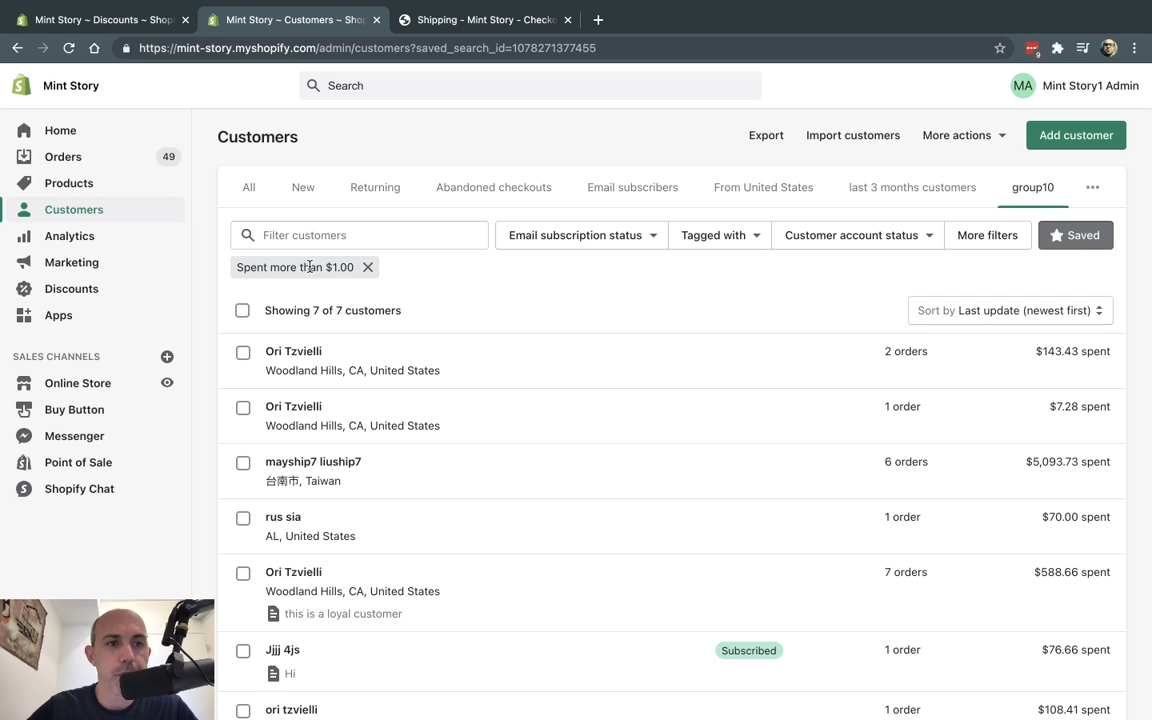 Mint Story ~ Discounts ~ Shopi
Mint Story ~ Customers ~ Shop
Shipping - Mint Story - Checko
https://mint-story.myshopify.com/admin/customers?saved_search_id=1078271377455
9
Mint Story
Search
MA
Mint Story1 Admin
Home
Orders
49
Products
Customers
Analytics
Marketing
Discounts
Apps
SALES CHANNELS
Online Store
Buy Button
Messenger
Point of Sale
Shopify Chat
Customers
Export
Import customers
More actions
Add customer
All
New
Returning
Abandoned checkouts
Email subscribers
From United States
last 3 months customers
group10
Filter customers
Email subscription status
Tagged with
Customer account status
More filters
Saved
Spent more than $1.00
Showing 7 of 7 customers
Sort by Last update (newest first)
Ori Tzvielli
2 orders
$143.43 spent
Woodland Hills, CA, United States
Ori Tzvielli
1 order
$7.28 spent
Woodland Hills, CA, United States
mayship7 liuship7
6 orders
$5,093.73 spent
台南市, Taiwan
rus sia
1 order
$70.00 spent
AL, United States
Ori Tzvielli
7 orders
$588.66 spent
Woodland Hills, CA, United States
this is a loyal customer
Jjjj 4js
Subscribed
1 order
$76.66 spent
Hi
ori tzvielli
1 order
$108.41 spent